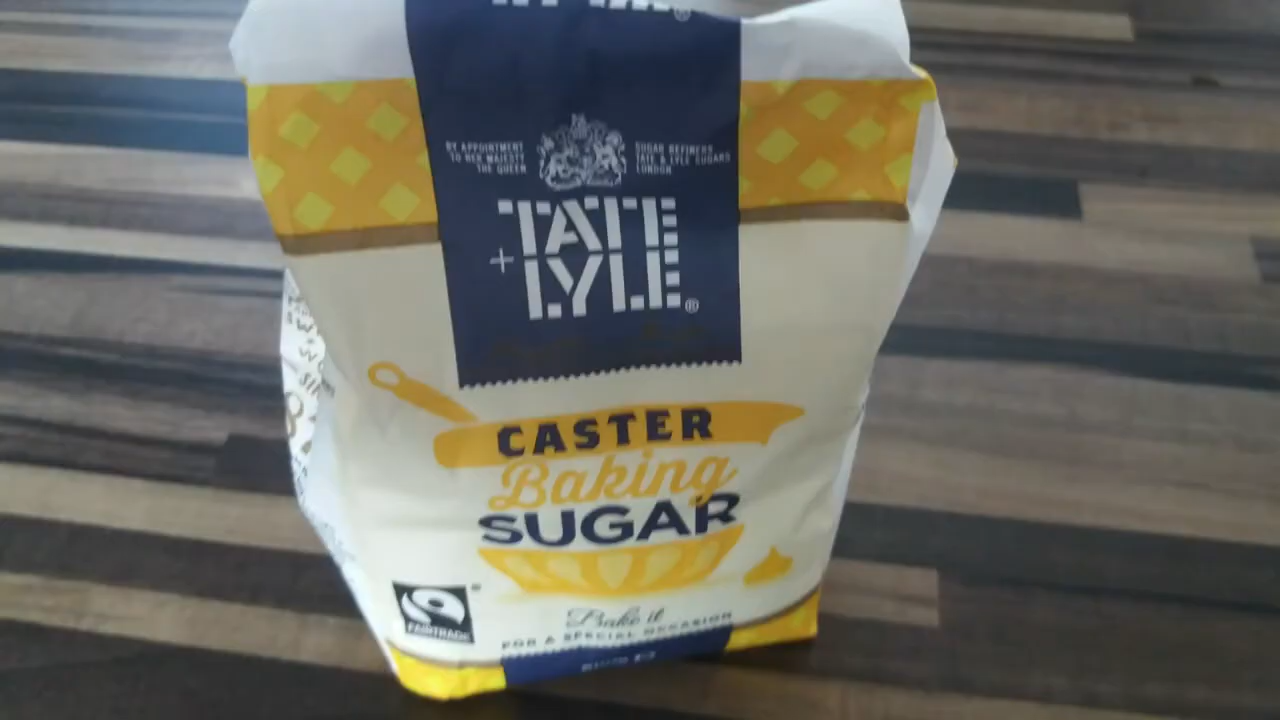 BY APPOINTMENT
TO HER MAJESTY
THE QUEEN
SUGAR REFINERS
TATE & LYLE SUGARS
LONDON
TATE
+ LYLE®
CASTER
Baking
SUGAR
FAIRTRADE
Bake it
FOR A SPECIAL OCCASION